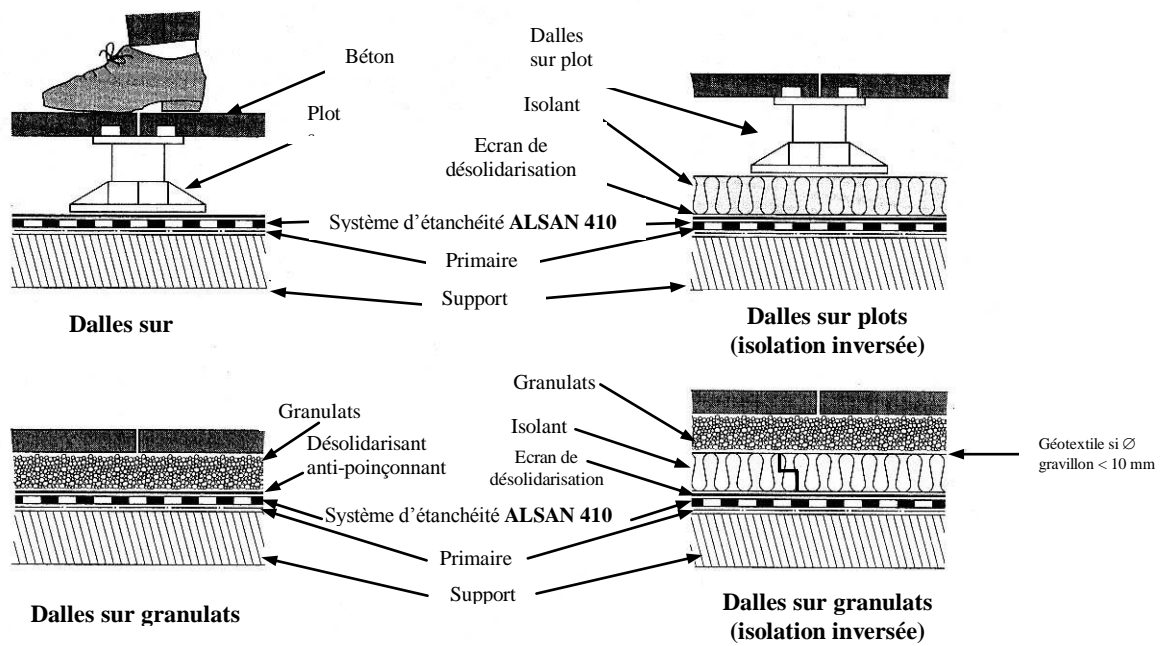 Béton
Plot
Dalles
sur plot
Isolant
Ecran de
désolidarisation
Système d'étanchéité ALSAN 410
Primaire
Support
Dalles sur
Dalles sur plots
(isolation inversée)
Granulats
Désolidarisant
anti-poinçonnant
Granulats
Isolant
Ecran de
désolidarisation
Géotextile si ∅
gravillon < 10 mm
Système d'étanchéité ALSAN 410
Primaire
Support
Dalles sur granulats
Dalles sur granulats
(isolation inversée)